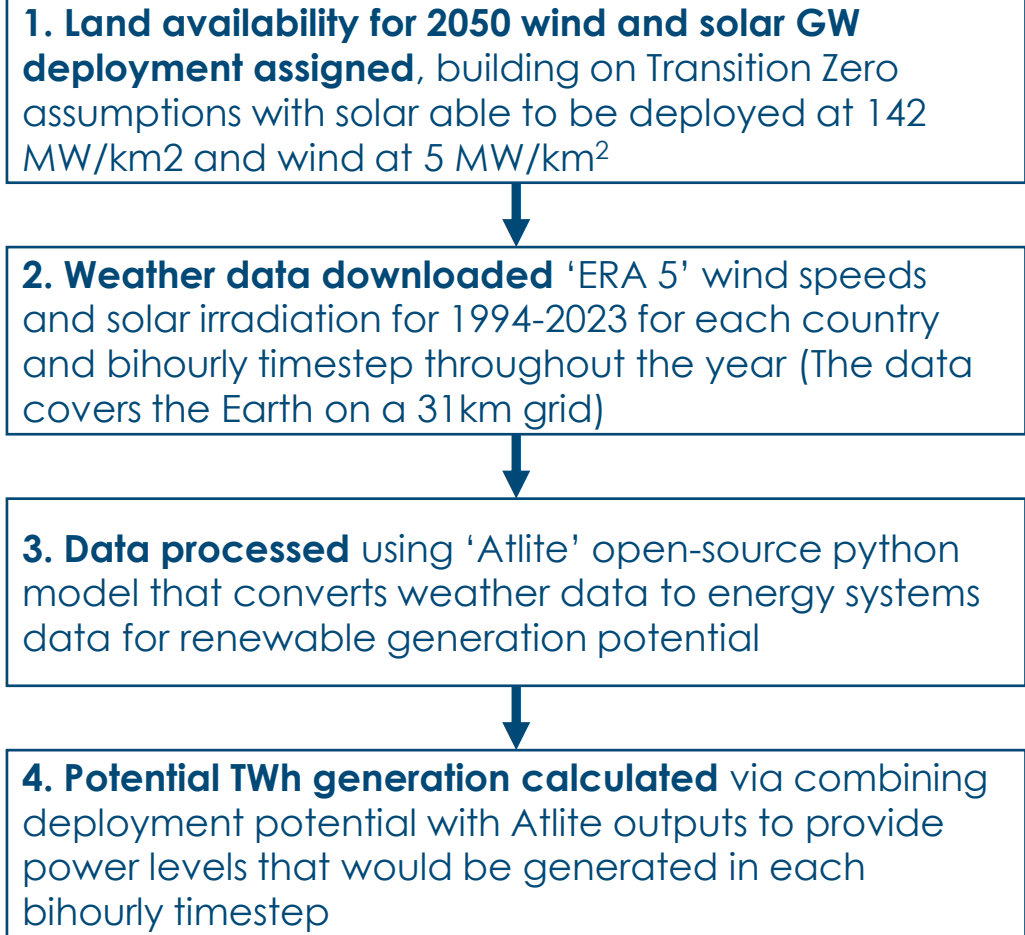 1. Land availability for 2050 wind and solar GW
deployment assigned, building on Transition Zero
assumptions with solar able to be deployed at 142
MW/km2 and wind at 5 MW/km²
2. Weather data downloaded ‘ERA 5’ wind speeds
and solar irradiation for 1994-2023 for each country
and bihourly timestep throughout the year (The data
covers the Earth on a 31km grid)
3. Data processed using ‘Atlite’ open-source python
model that converts weather data to energy systems
data for renewable generation potential
4. Potential TWh generation calculated via combining
deployment potential with Atlite outputs to provide
power levels that would be generated in each
bihourly timestep